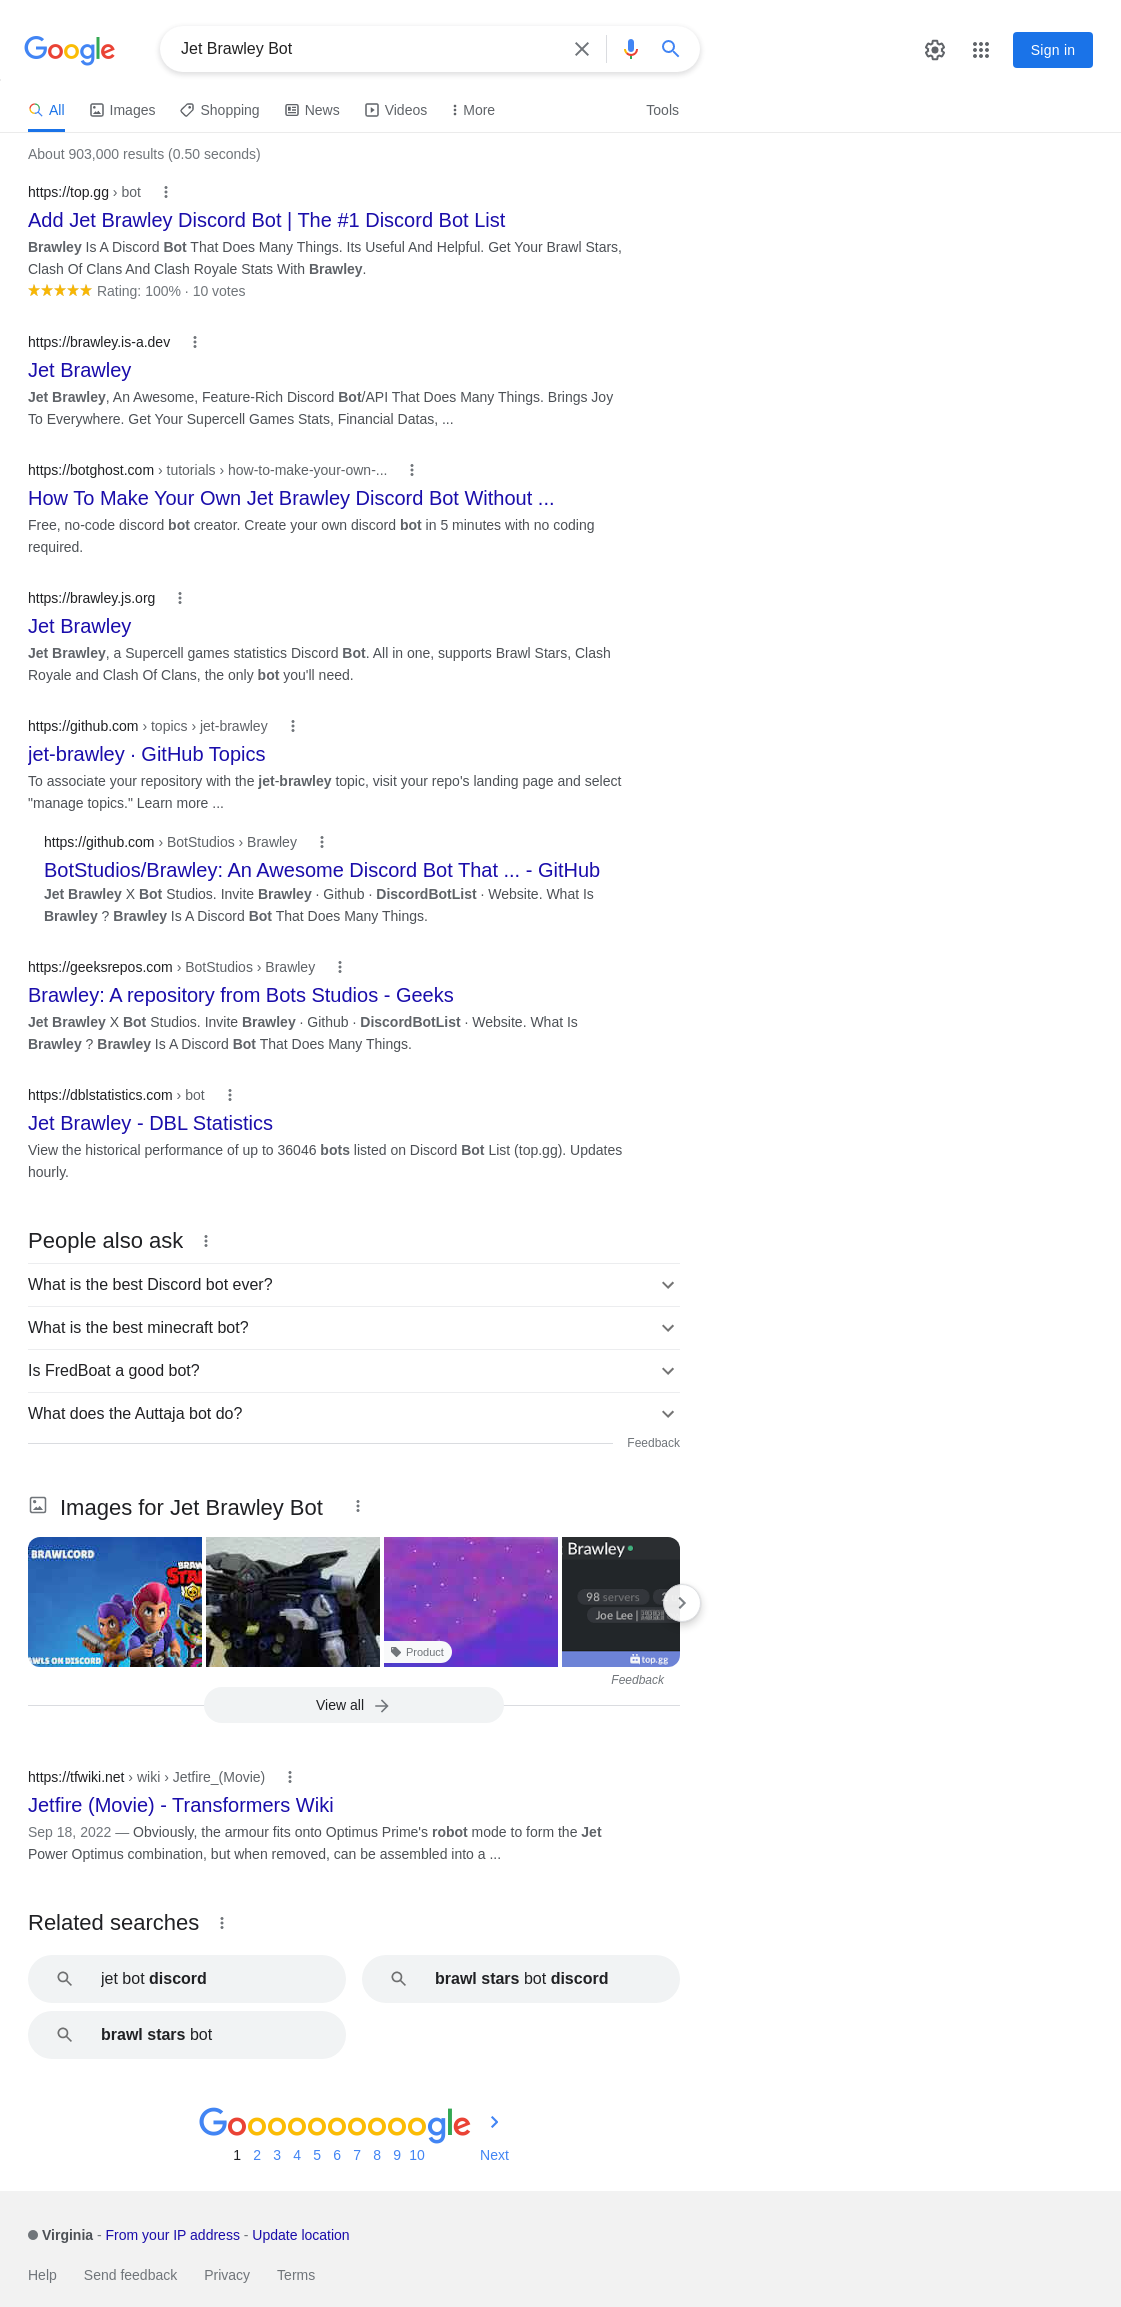 Google
Jet Brawley Bot
Sign in
All Images Shopping News Videos More Tools
About 903,000 results (0.50 seconds)
https://top.gg › bot
Add Jet Brawley Discord Bot | The #1 Discord Bot List
Brawley Is A Discord Bot That Does Many Things. Its Useful And Helpful. Get Your Brawl Stars,
Clash Of Clans And Clash Royale Stats With Brawley.
Rating: 100% · 10 votes
https://brawley.is-a.dev
Jet Brawley
Jet Brawley, An Awesome, Feature-Rich Discord Bot/API That Does Many Things. Brings Joy
To Everywhere. Get Your Supercell Games Stats, Financial Datas, ...
https://botghost.com › tutorials › how-to-make-your-own-...
How To Make Your Own Jet Brawley Discord Bot Without ...
Free, no-code discord bot creator. Create your own discord bot in 5 minutes with no coding
required.
https://brawley.js.org
Jet Brawley
Jet Brawley, a Supercell games statistics Discord Bot. All in one, supports Brawl Stars, Clash
Royale and Clash Of Clans, the only bot you'll need.
https://github.com › topics › jet-brawley
jet-brawley · GitHub Topics
To associate your repository with the jet-brawley topic, visit your repo's landing page and select
"manage topics." Learn more ...
https://github.com › BotStudios › Brawley
BotStudios/Brawley: An Awesome Discord Bot That ... - GitHub
Jet Brawley X Bot Studios. Invite Brawley · Github · DiscordBotList · Website. What Is
Brawley ? Brawley Is A Discord Bot That Does Many Things.
https://geeksrepos.com › BotStudios › Brawley
Brawley: A repository from Bots Studios - Geeks
Jet Brawley X Bot Studios. Invite Brawley · Github · DiscordBotList · Website. What Is
Brawley ? Brawley Is A Discord Bot That Does Many Things.
https://dblstatistics.com › bot
Jet Brawley - DBL Statistics
View the historical performance of up to 36046 bots listed on Discord Bot List (top.gg). Updates
hourly.
People also ask
What is the best Discord bot ever?
What is the best minecraft bot?
Is FredBoat a good bot?
What does the Auttaja bot do?
Feedback
Images for Jet Brawley Bot
BRAWLCORD
BRAW
STA
AWLS ON DISCORD
Product
Brawley
98 servers
Joe Lee |
top.gg
Feedback
View all
https://tfwiki.net › wiki › Jetfire_(Movie)
Jetfire (Movie) - Transformers Wiki
Sep 18, 2022 — Obviously, the armour fits onto Optimus Prime's robot mode to form the Jet
Power Optimus combination, but when removed, can be assembled into a ...
Related searches
jet bot discord
brawl stars bot discord
brawl stars bot
Goooooooooogle
1 2 3 4 5 6 7 8 9 10 Next
Virginia - From your IP address - Update location
Help Send feedback Privacy Terms